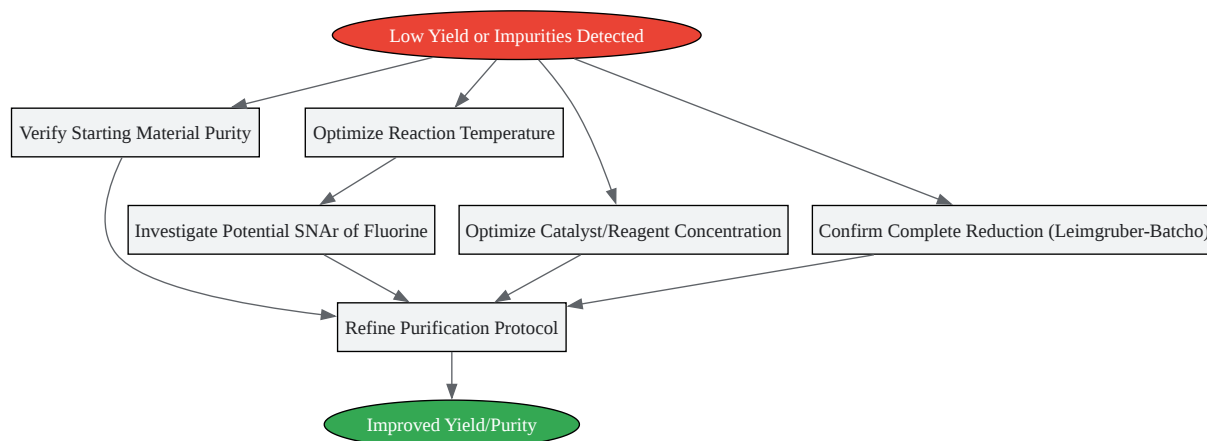 Low Yield or Impurities Detected
Verify Starting Material Purity
Optimize Reaction Temperature
Investigate Potential SNAr of Fluorine
Optimize Catalyst/Reagent Concentration
Confirm Complete Reduction (Leimgruber-Batcho)
Refine Purification Protocol
Improved Yield/Purity